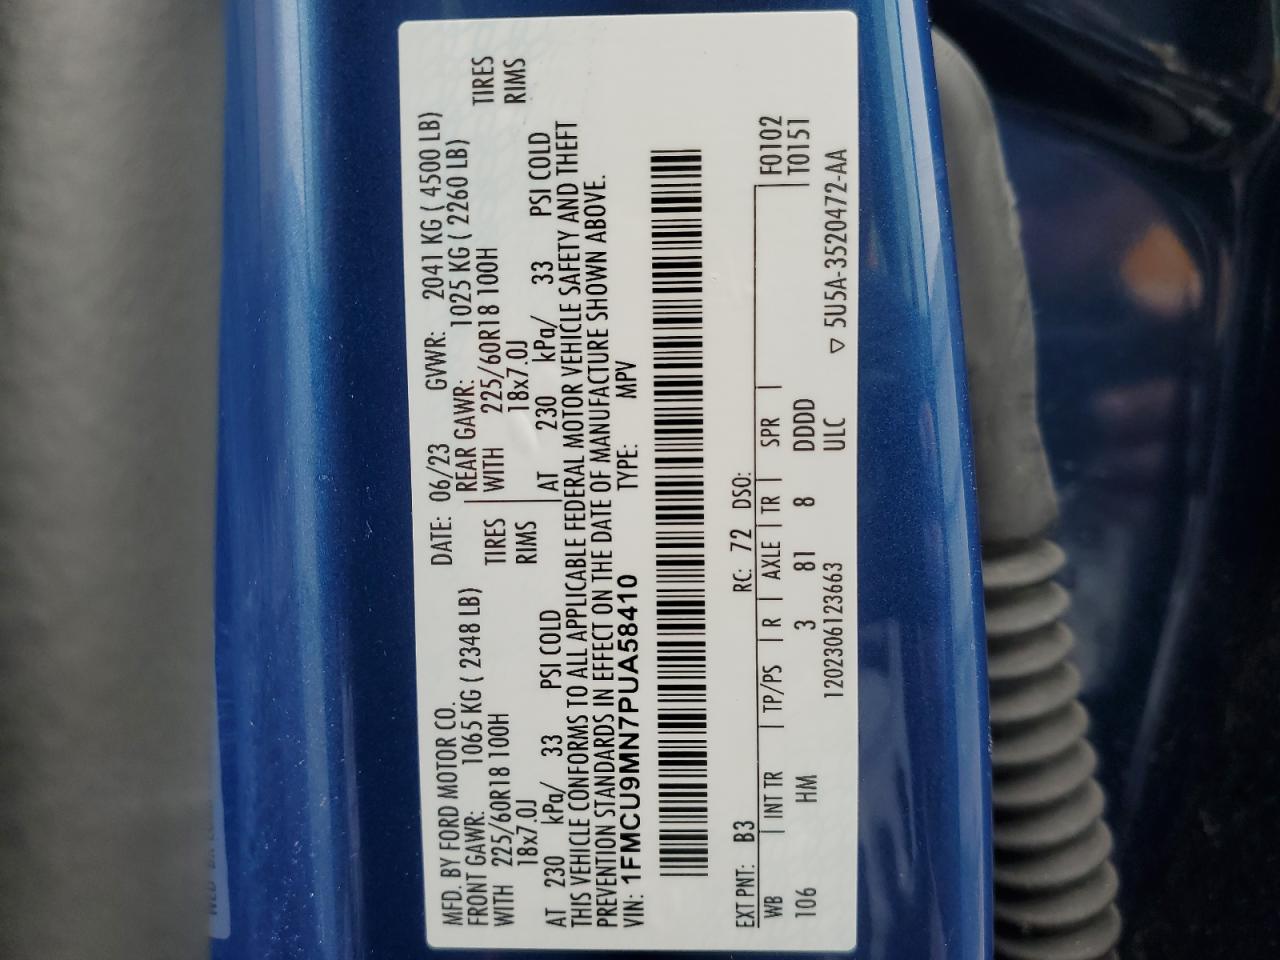 MFD. BY FORD MOTOR CO. DATE: 06/23 GVWR: 2041 KG ( 4500 LB)
FRONT GAWR: 1065 KG ( 2348 LB) REAR GAWR: 1025 KG ( 2260 LB)
WITH 225/60R18 100H TIRES WITH 225/60R18 100H TIRES
18x7.0J RIMS 18x7.0J RIMS
AT 230 kPa/ 33 PSI COLD AT 230 kPa/ 33 PSI COLD
THIS VEHICLE CONFORMS TO ALL APPLICABLE FEDERAL MOTOR VEHICLE SAFETY AND THEFT
PREVENTION STANDARDS IN EFFECT ON THE DATE OF MANUFACTURE SHOWN ABOVE.
VIN: 1FMCU9MN7PUA58410 TYPE: MPV
EXT PNT: B3 RC: 72 DSO:
WB INT TR TP/PS R AXLE TR SPR F0102
106 HM 3 81 8 DDDD T0151
1202306123663 ULC ▽ 5U5A-3520472-AA